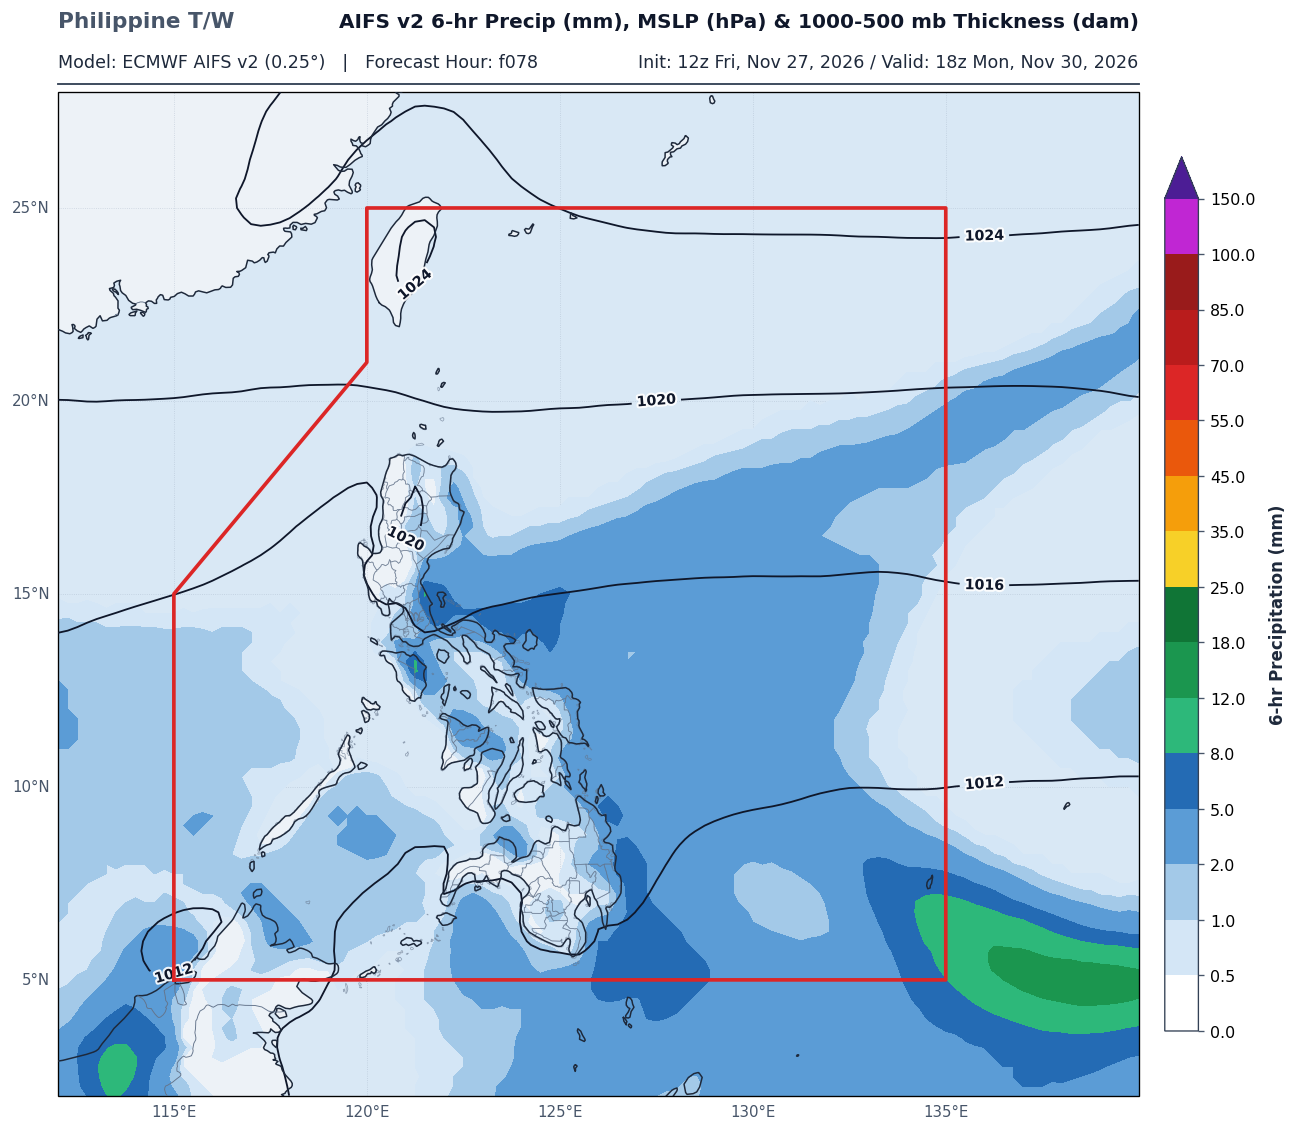 Philippine T/W
AIFS v2 6-hr Precip (mm), MSLP (hPa) & 1000-500 mb Thickness (dam)
Model: ECMWF AIFS v2 (0.25°)   |   Forecast Hour: f078
Init: 12z Fri, Nov 27, 2026 / Valid: 18z Mon, Nov 30, 2026
25°N
20°N
15°N
10°N
5°N
115°E
120°E
125°E
130°E
135°E
1024
1024
1020
1020
1016
1012
1012
150.0
100.0
85.0
70.0
55.0
45.0
35.0
25.0
18.0
12.0
8.0
5.0
2.0
1.0
0.5
0.0
6-hr Precipitation (mm)